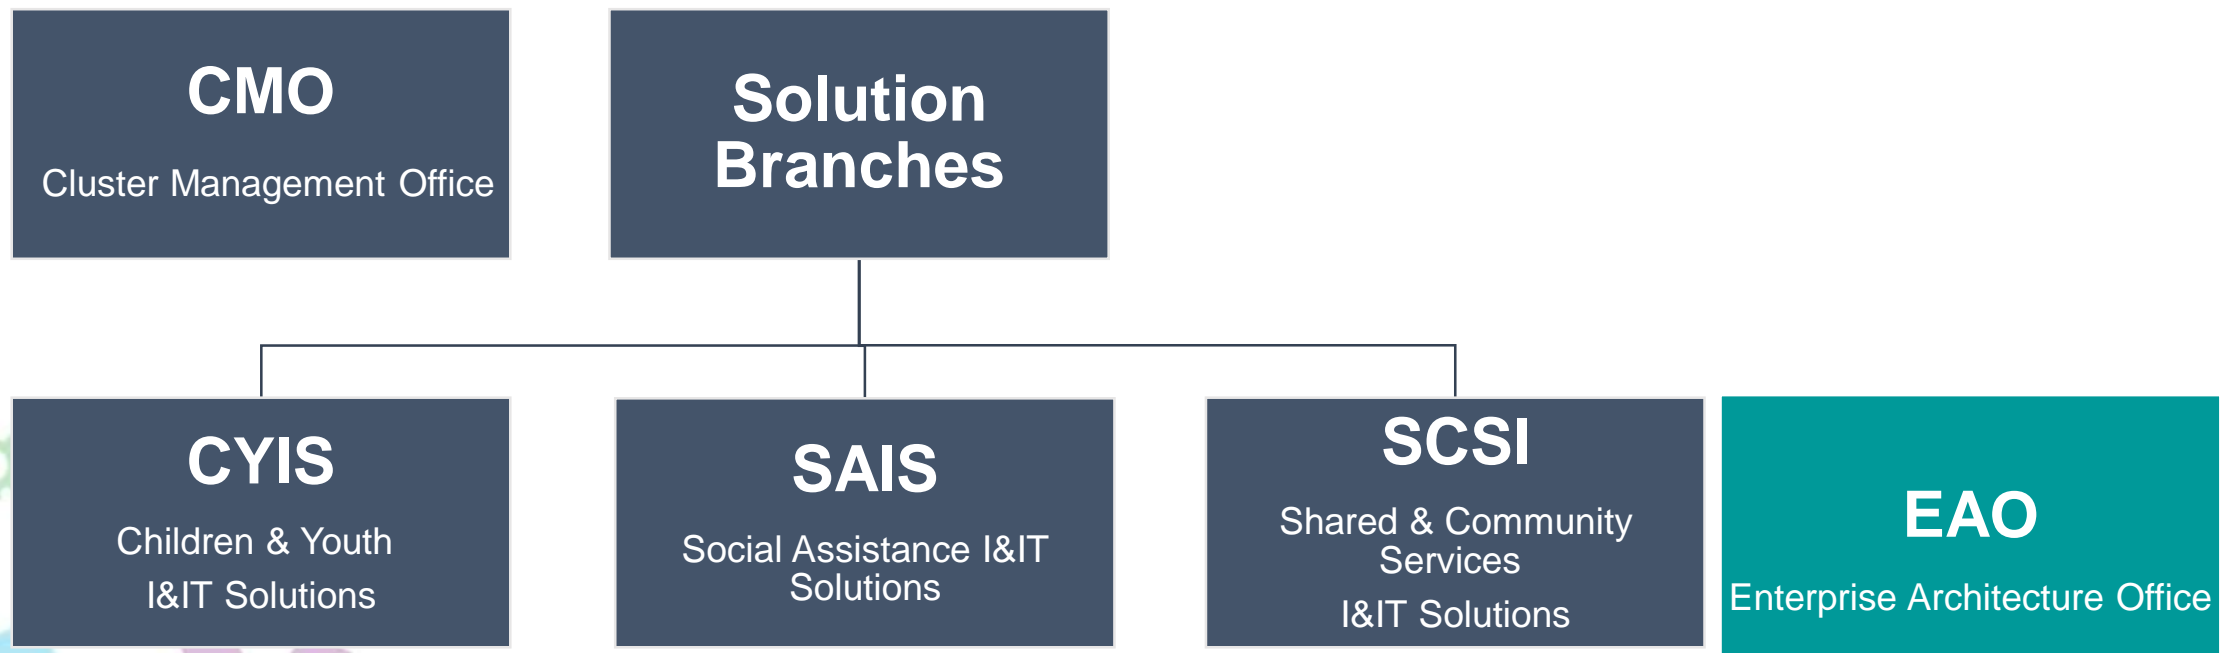 CMO
Cluster Management Office
Solution
Branches
CYIS
Children & Youth
I&IT Solutions
SAIS
Social Assistance I&IT
Solutions
SCSI
Shared & Community
Services
I&IT Solutions
EAO
Enterprise Architecture Office